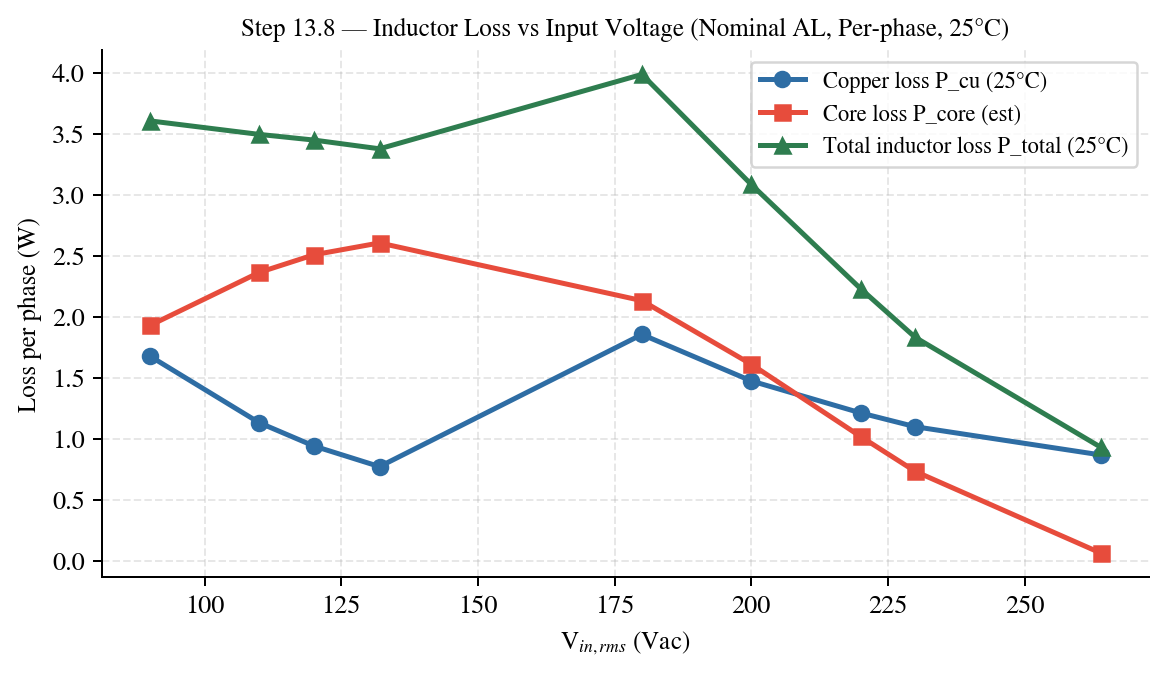 Step 13.8 — Inductor Loss vs Input Voltage (Nominal AL, Per-phase, 25°C)
Copper loss P_cu (25°C)
Core loss P_core (est)
Total inductor loss P_total (25°C)
Loss per phase (W)
4.0
3.5
3.0
2.5
2.0
1.5
1.0
0.5
0.0
100 125 150 175 200 225 250
V_{in, rms} (Vac)